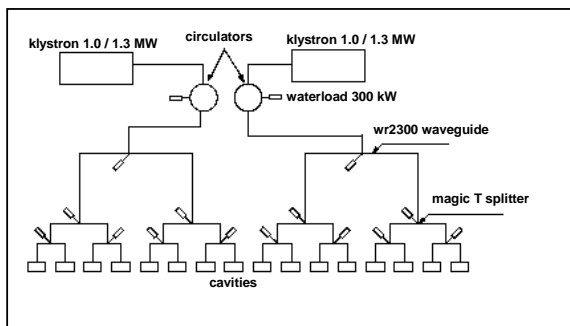 circulators
klystron 1.0 / 1.3 MW
klystron 1.0 / 1.3 MW
waterload 300 kW
wr2300 waveguide
magic T splitter
cavities